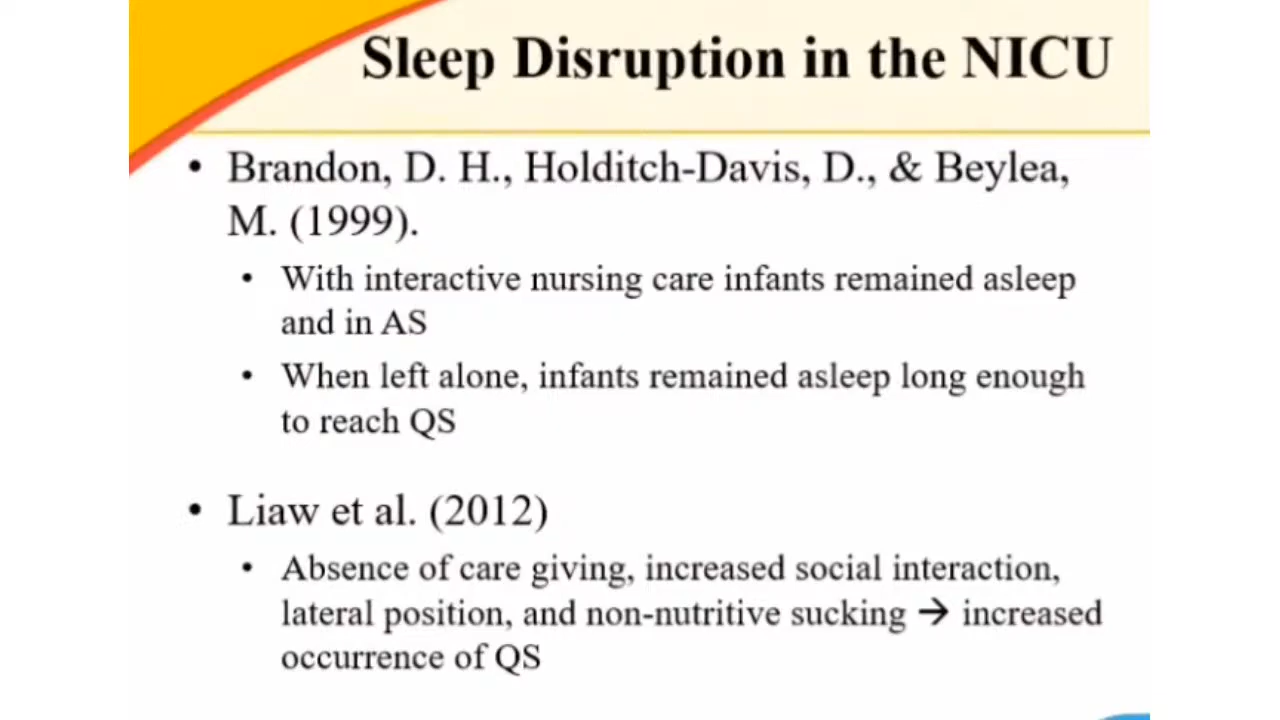 Sleep Disruption in the NICU
• Brandon, D. H., Holditch-Davis, D., & Beylea,
M. (1999).
• With interactive nursing care infants remained asleep
and in AS
• When left alone, infants remained asleep long enough
to reach QS
• Liaw et al. (2012)
• Absence of care giving, increased social interaction,
lateral position, and non-nutritive sucking → increased
occurrence of QS